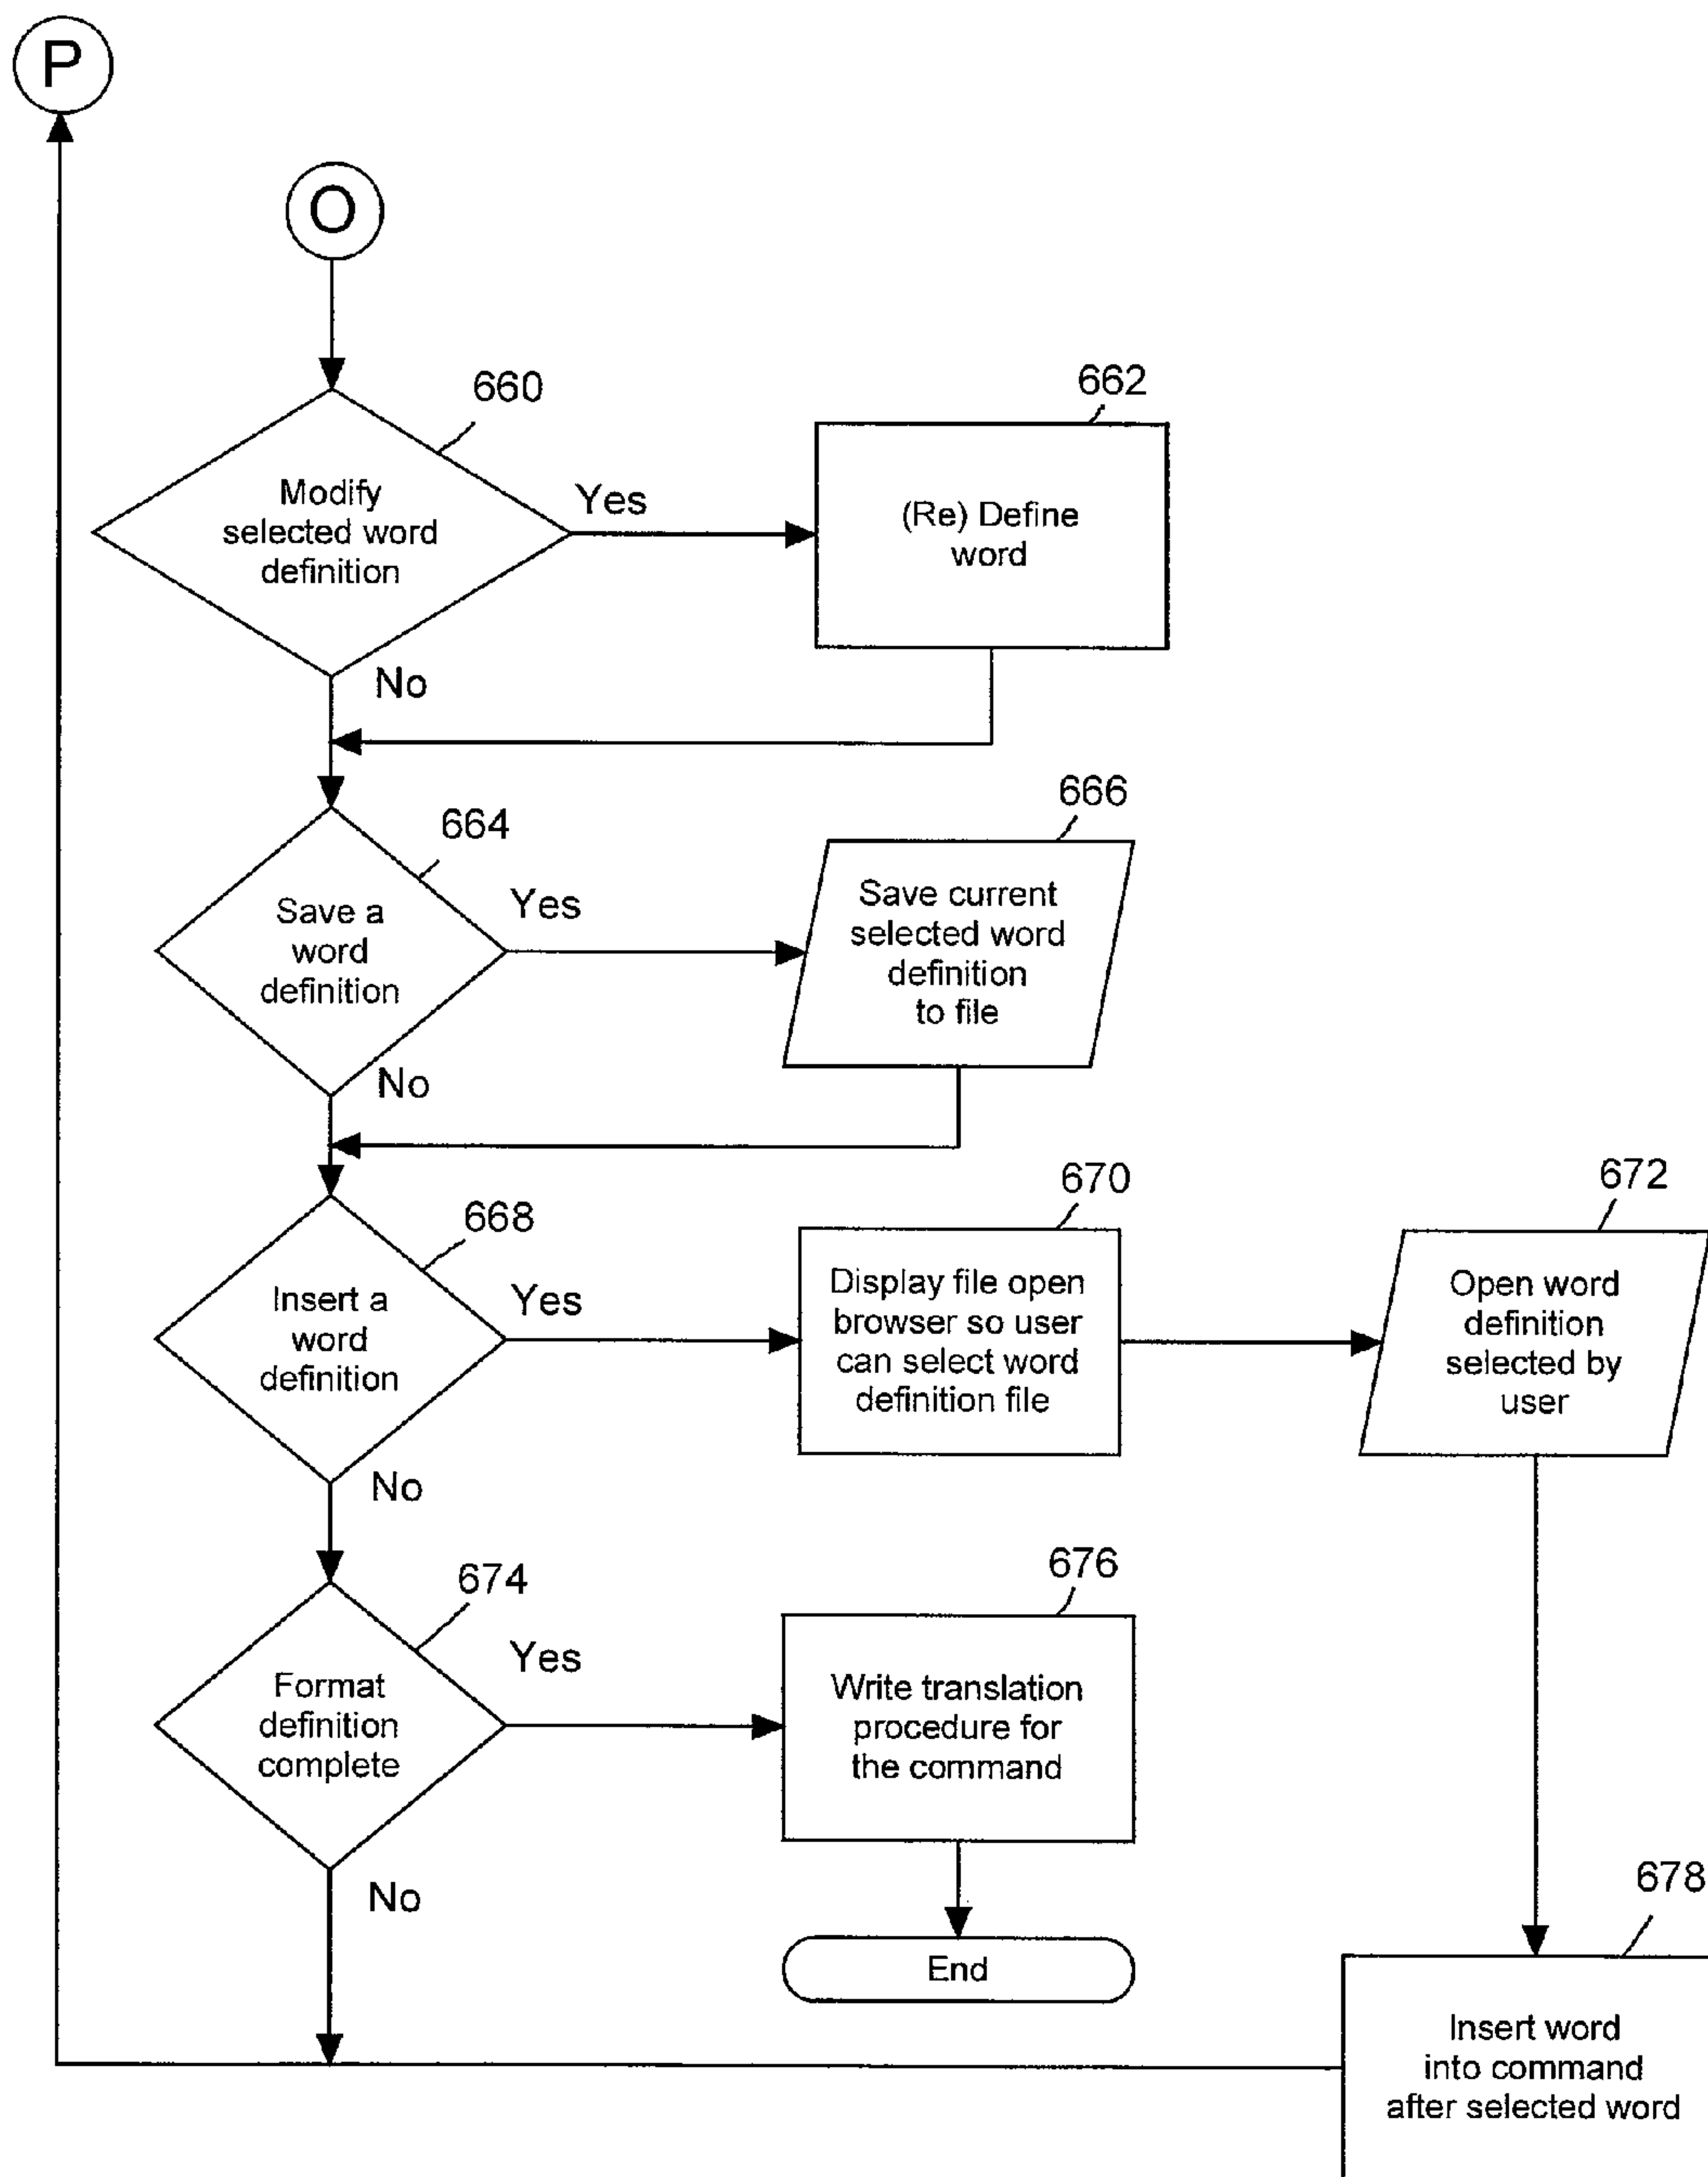 P
O
660
Modify
selected word
definition
Yes
662
(Re) Define
word
No
664
Save a
word
definition
Yes
666
Save current
selected word
definition
to file
No
668
Insert a
word
definition
Yes
670
Display file open
browser so user
can select word
definition file
672
Open word
definition
selected by
user
No
674
Format
definition
complete
Yes
676
Write translation
procedure for
the command
No
End
678
Insert word
into command
after selected word